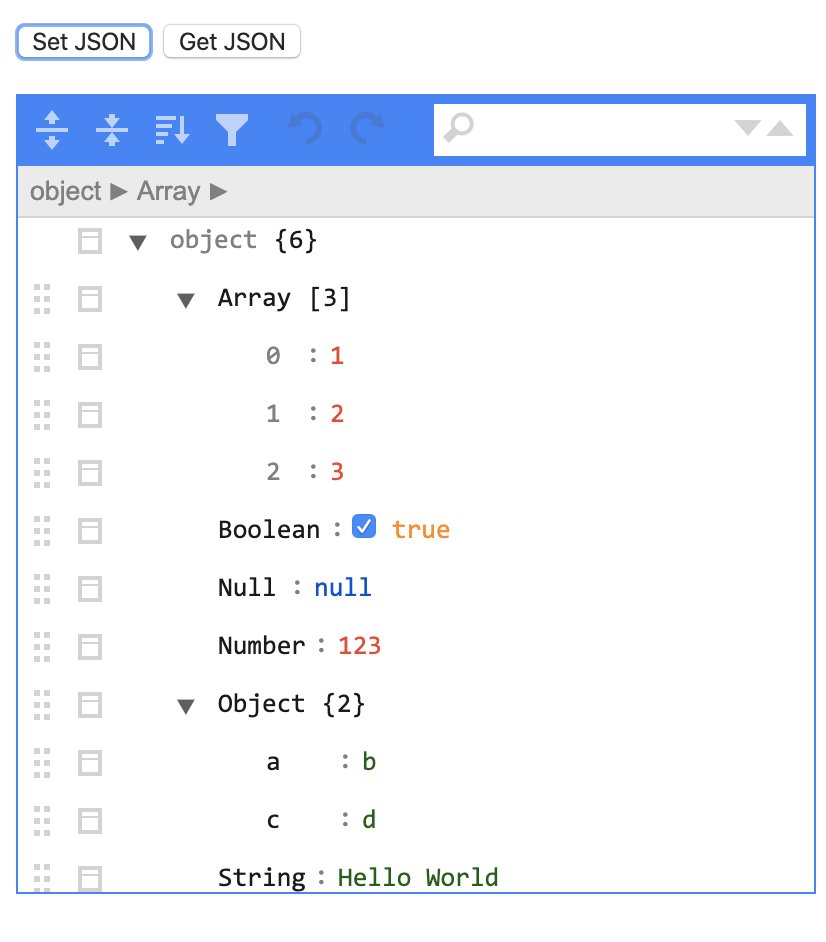 Set JSON Get JSON
object ▶ Array ▶
▼ object {6}
▼ Array [3]
0 : 1
1 : 2
2 : 3
Boolean : true
Null : null
Number : 123
▼ Object {2}
a : b
c : d
String : Hello World